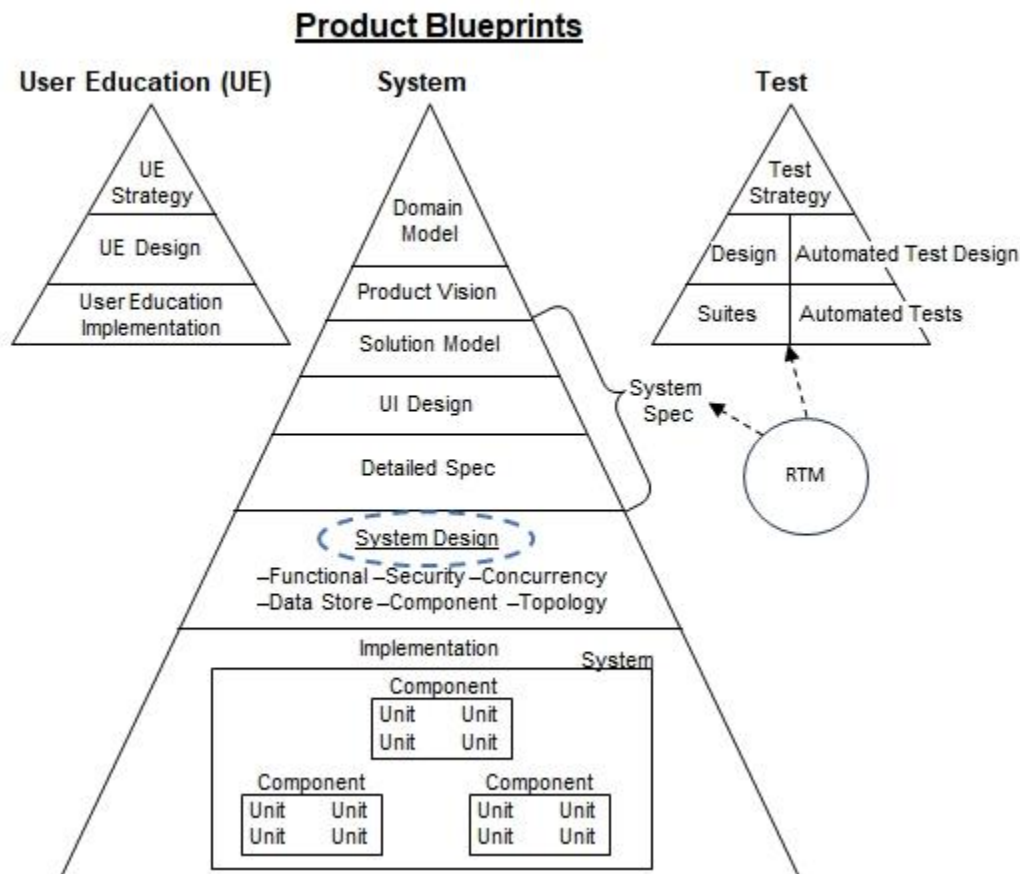 Product Blueprints
User Education (UE)
System
Test
UE
Strategy
UE Design
User Education
Implementation
Domain
Model
Product Vision
Solution Model
UI Design
Detailed Spec
System
Spec
Test
Strategy
Design
Automated Test Design
Suites
Automated Tests
RTM
System Design
–Functional –Security –Concurrency
–Data Store –Component –Topology
Implementation
System
Component
Unit Unit
Unit Unit
Component
Unit Unit
Unit Unit
Component
Unit Unit
Unit Unit